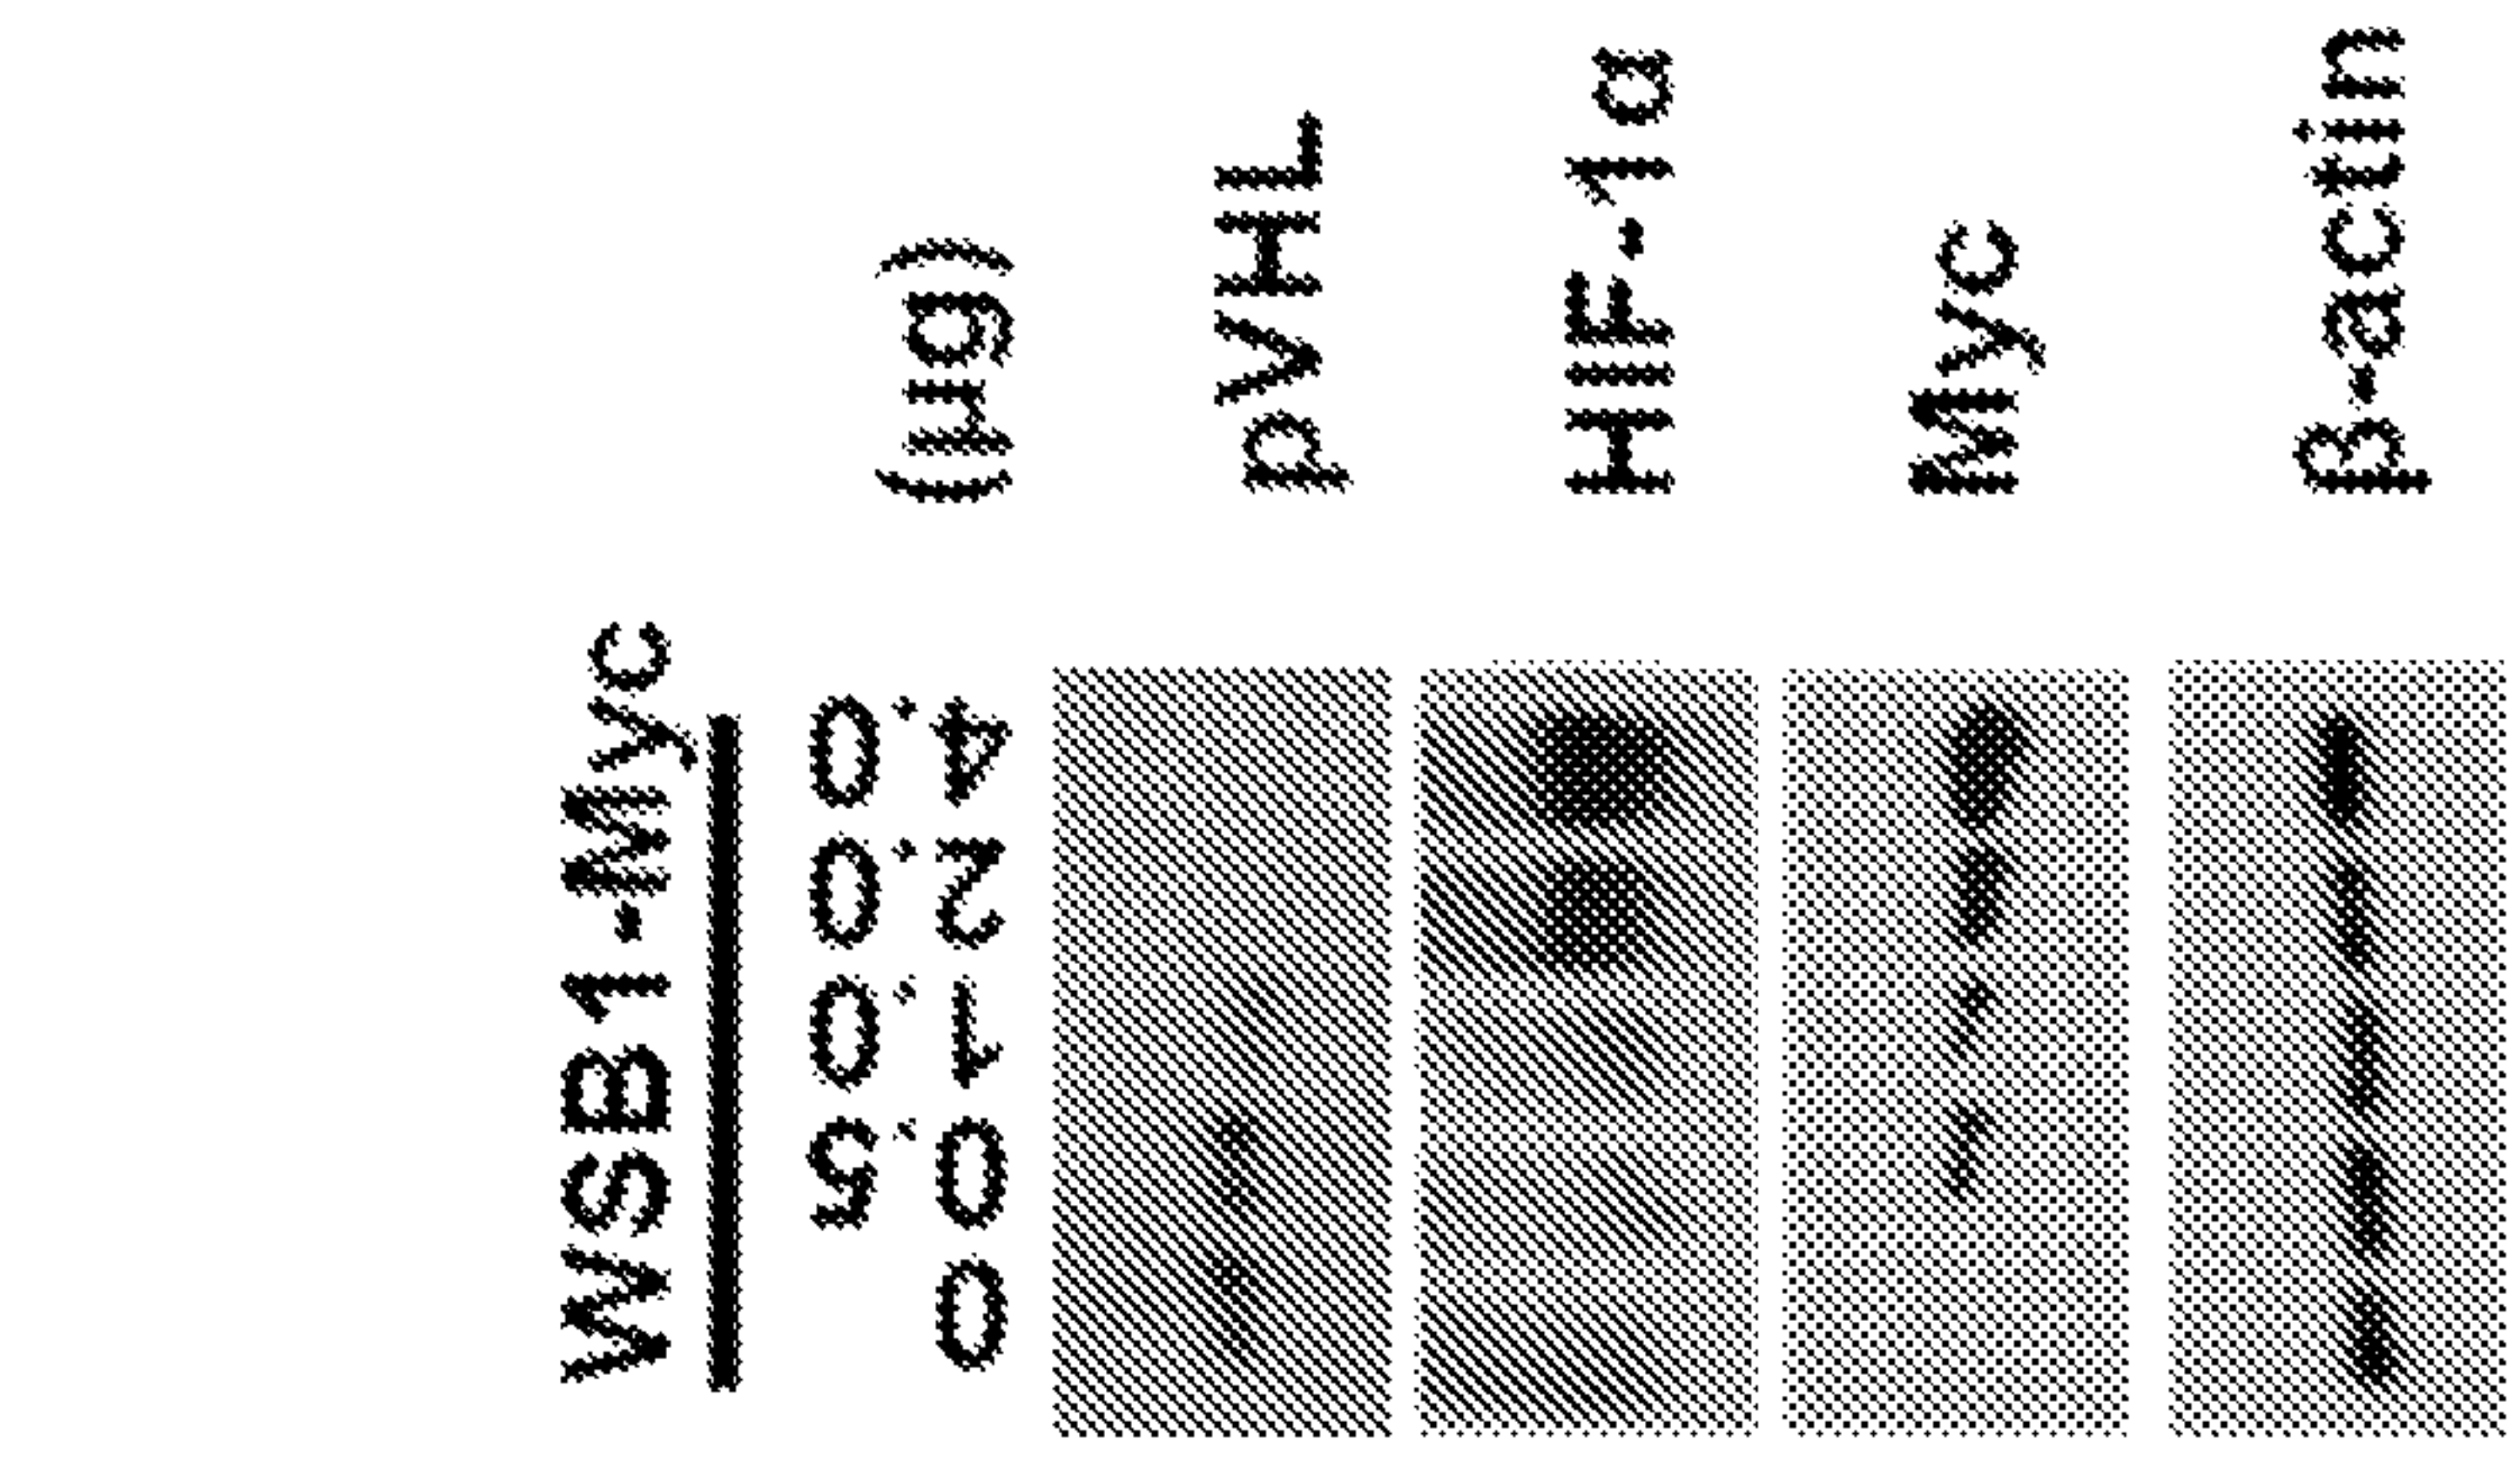 WSB1-Myc
0 0.5 1.0 2.0 4.0 (μg)
pVHL
HIF-1α
Myc
β-actin